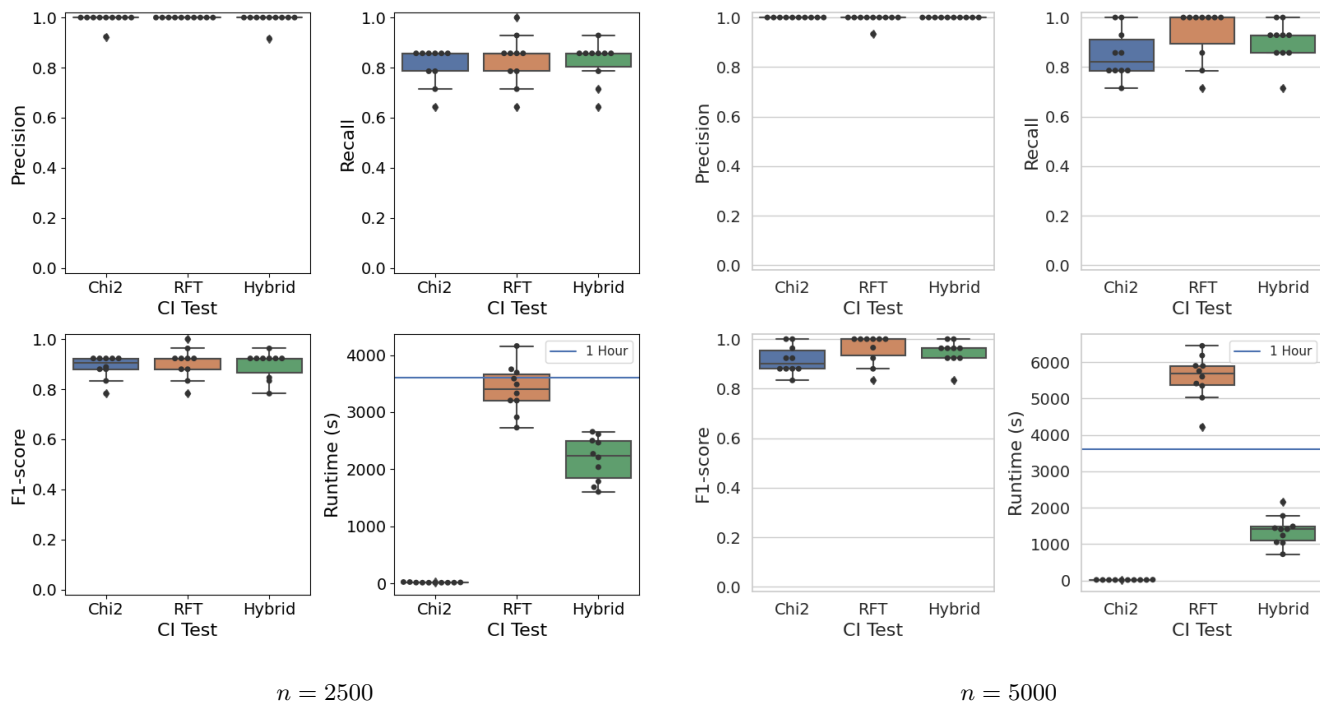 1.0
0.8
0.6
0.4
0.2
0.0
Precision
Chi2 RFT Hybrid
CI Test
1.0
0.8
0.6
0.4
0.2
0.0
Recall
Chi2 RFT Hybrid
CI Test
1.0
0.8
0.6
0.4
0.2
0.0
F1-score
Chi2 RFT Hybrid
CI Test
4000
3000
2000
1000
0
Runtime (s)
1 Hour
Chi2 RFT Hybrid
CI Test
n = 2500
1.0
0.8
0.6
0.4
0.2
0.0
Precision
Chi2 RFT Hybrid
CI Test
1.0
0.8
0.6
0.4
0.2
0.0
Recall
Chi2 RFT Hybrid
CI Test
1.0
0.8
0.6
0.4
0.2
0.0
F1-score
Chi2 RFT Hybrid
CI Test
6000
5000
4000
3000
2000
1000
0
Runtime (s)
1 Hour
Chi2 RFT Hybrid
CI Test
n = 5000